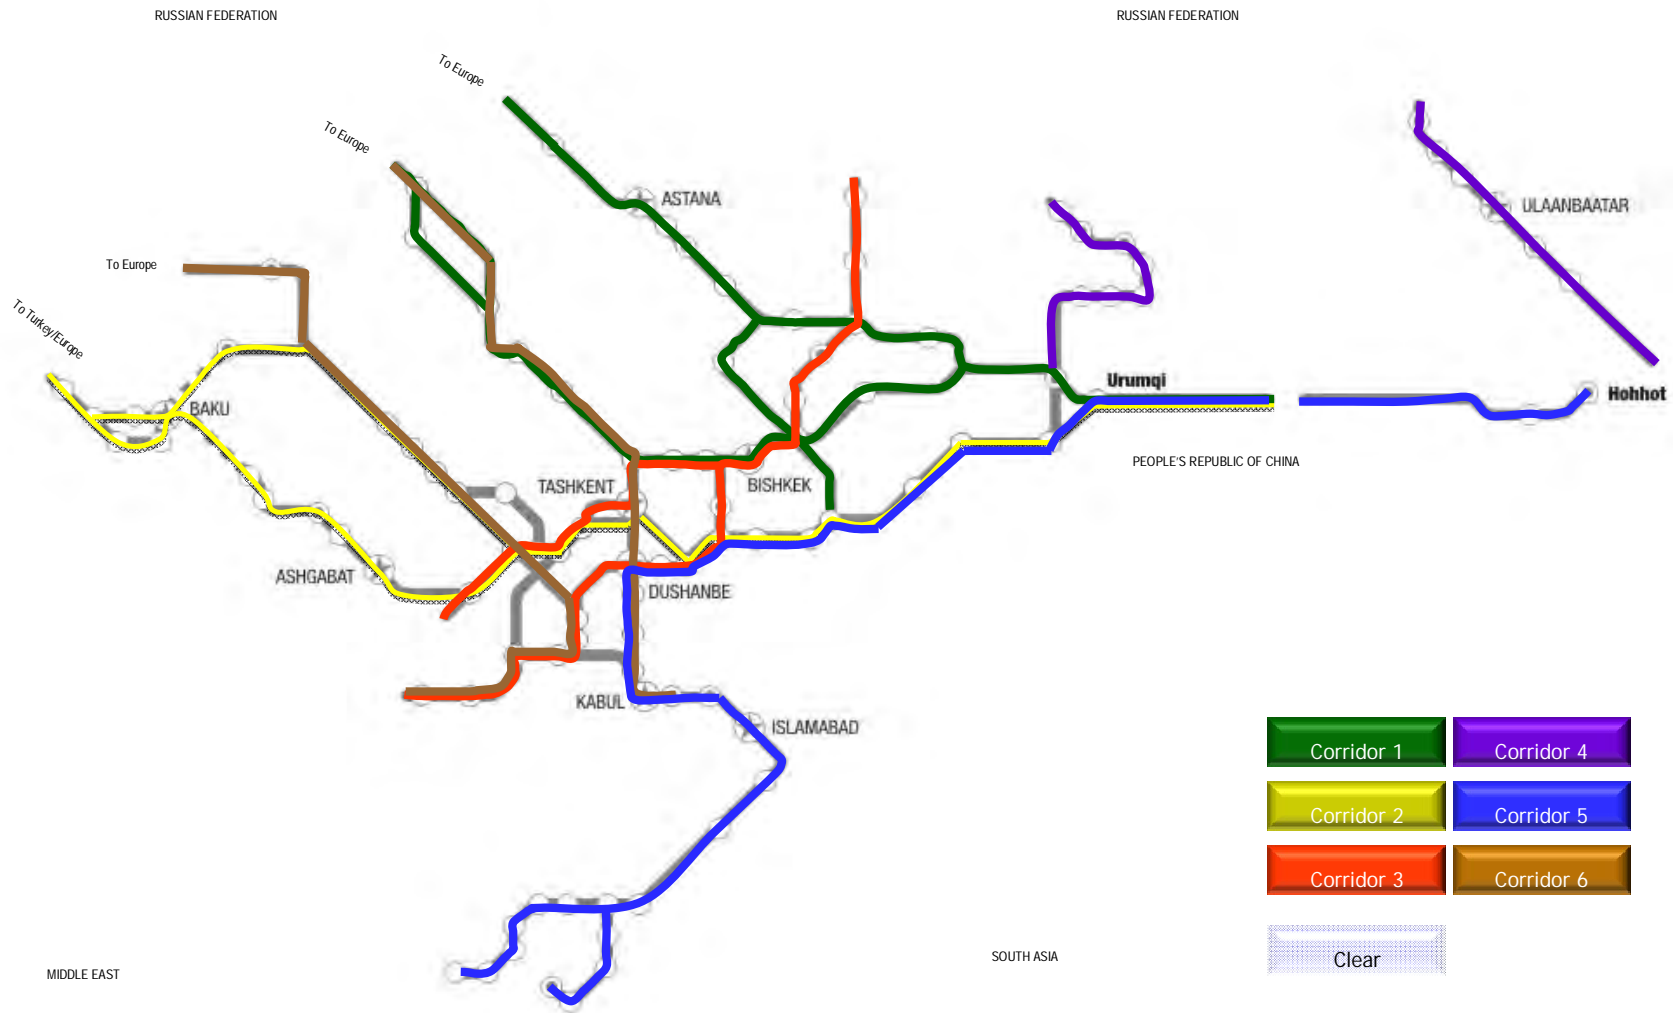 RUSSIAN FEDERATION
RUSSIAN FEDERATION
To Europe
To Europe
ASTANA
ULAANBAATAR
To Europe
To Turkey/Europe
Urumqi
Hohhot
BAKU
PEOPLE'S REPUBLIC OF CHINA
TASHKENT
BISHKEK
ASHGABAT
DUSHANBE
KABUL
ISLAMABAD
Corridor 1
Corridor 4
Corridor 2
Corridor 5
Corridor 3
Corridor 6
Clear
SOUTH ASIA
MIDDLE EAST